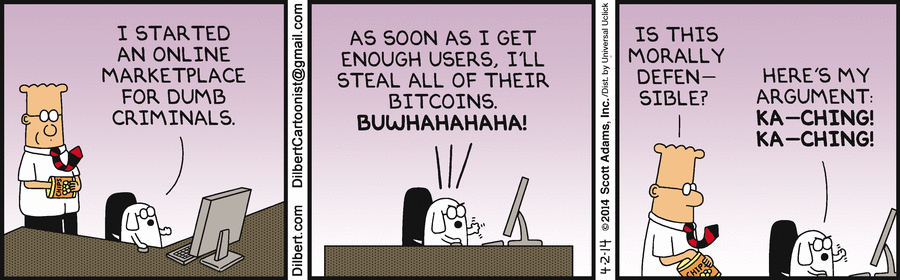 I STARTED
AN ONLINE
MARKETPLACE
FOR DUMB
CRIMINALS.
CHIPS
Dilbert.com DilbertCartoonist@gmail.com
AS SOON AS I GET
ENOUGH USERS, I'LL
STEAL ALL OF THEIR
BITCOINS.
BUWHAHAHAHA!
4-2-14 ©2014 Scott Adams, Inc./Dist. by Universal Uclick
IS THIS
MORALLY
DEFEN-
SIBLE?
HERE'S MY
ARGUMENT:
KA-CHING!
KA-CHING!
CHIPS